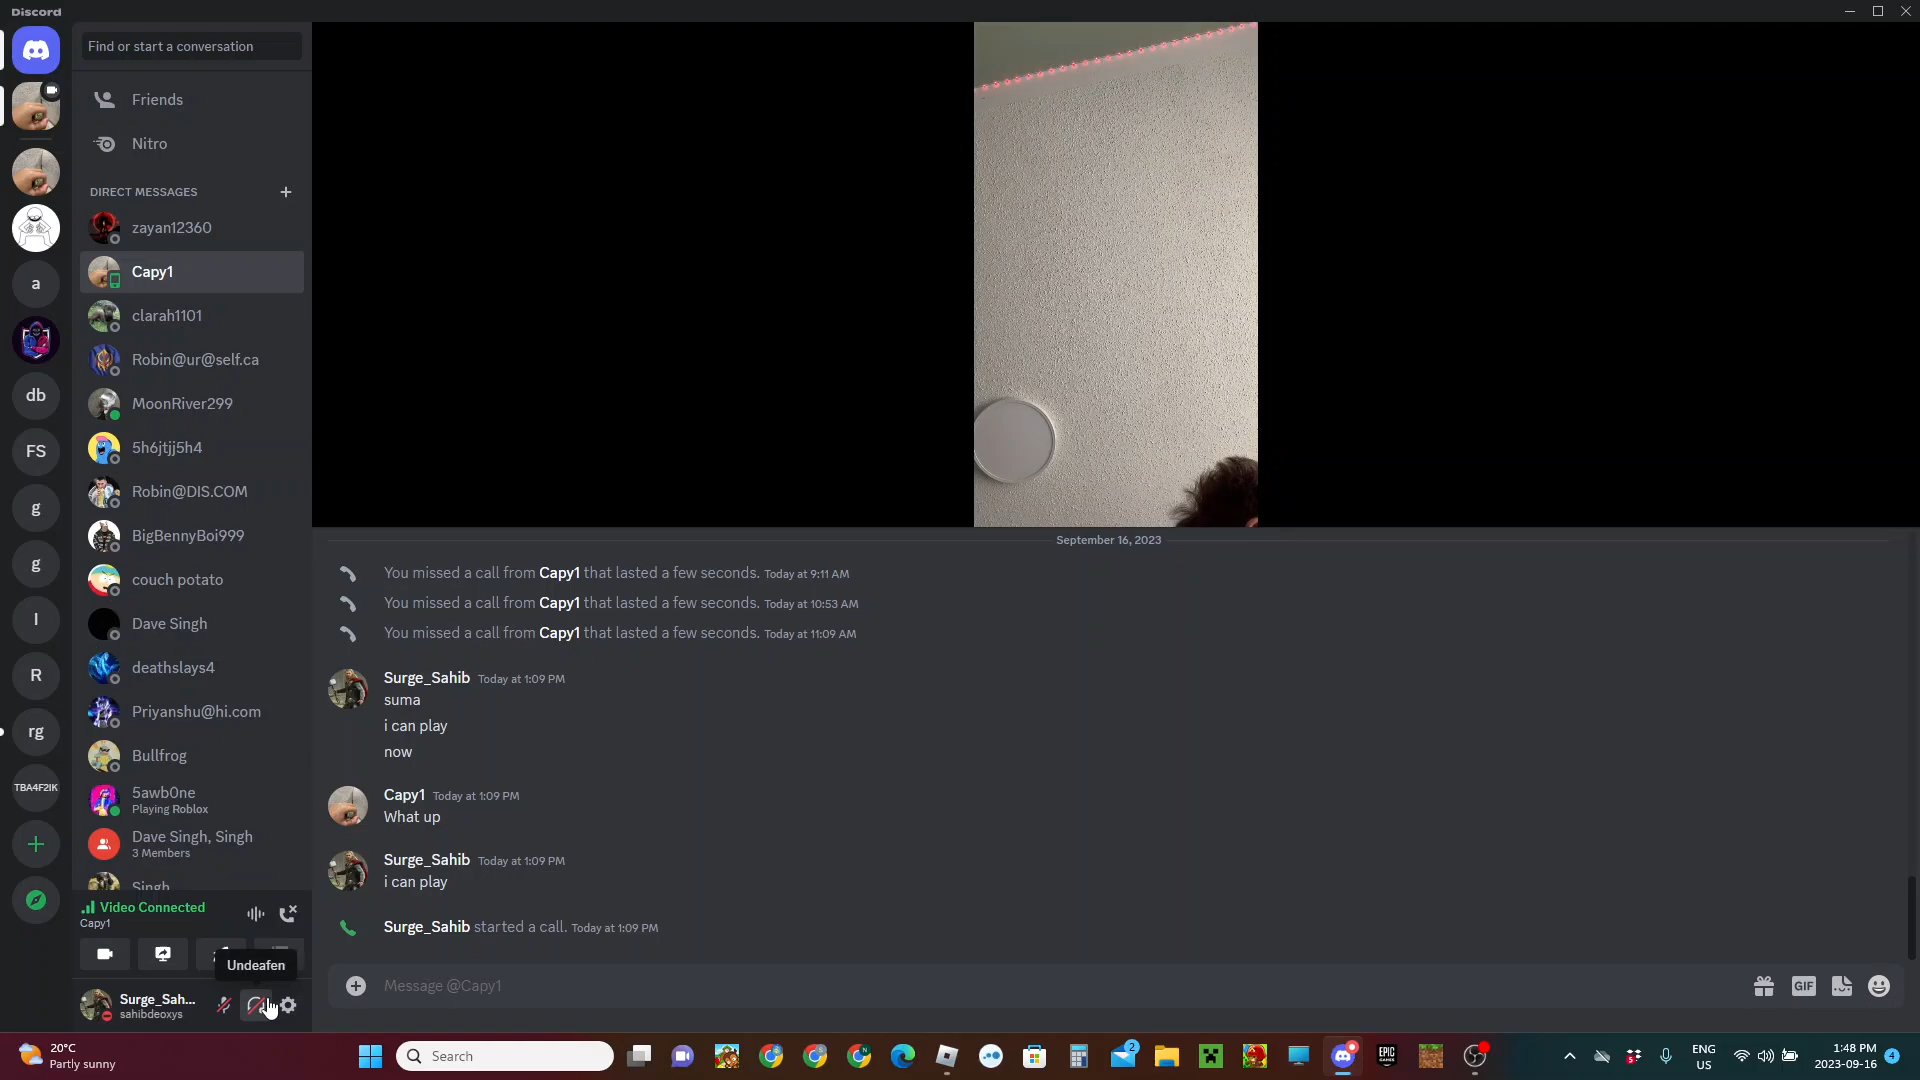 Discord
Find or start a conversation
Friends
Nitro
DIRECT MESSAGES
zayan12360
Capy1
clarah1101
Robin@ur@self.ca
MoonRiver299
5h6jtjj5h4
Robin@DIS.COM
BigBennyBoi999
couch potato
Dave Singh
deathslays4
Priyanshu@hi.com
Bullfrog
5awb0ne
Playing Roblox
Dave Singh, Singh
3 Members
Singh
a
db
FS
g
g
I
R
rg
TBA4F2IK
Video Connected
Capy1
Undeafen
Surge_Sah...
sahibdeoxys
September 16, 2023
You missed a call from Capy1 that lasted a few seconds. Today at 9:11 AM
You missed a call from Capy1 that lasted a few seconds. Today at 10:53 AM
You missed a call from Capy1 that lasted a few seconds. Today at 11:09 AM
Surge_Sahib Today at 1:09 PM
suma
i can play
now
Capy1 Today at 1:09 PM
What up
Surge_Sahib Today at 1:09 PM
i can play
Surge_Sahib started a call. Today at 1:09 PM
Message @Capy1
GIF
20°C
Partly sunny
Search
2
EPIC
GAMES
ENG
US
1:48 PM
2023-09-16
4